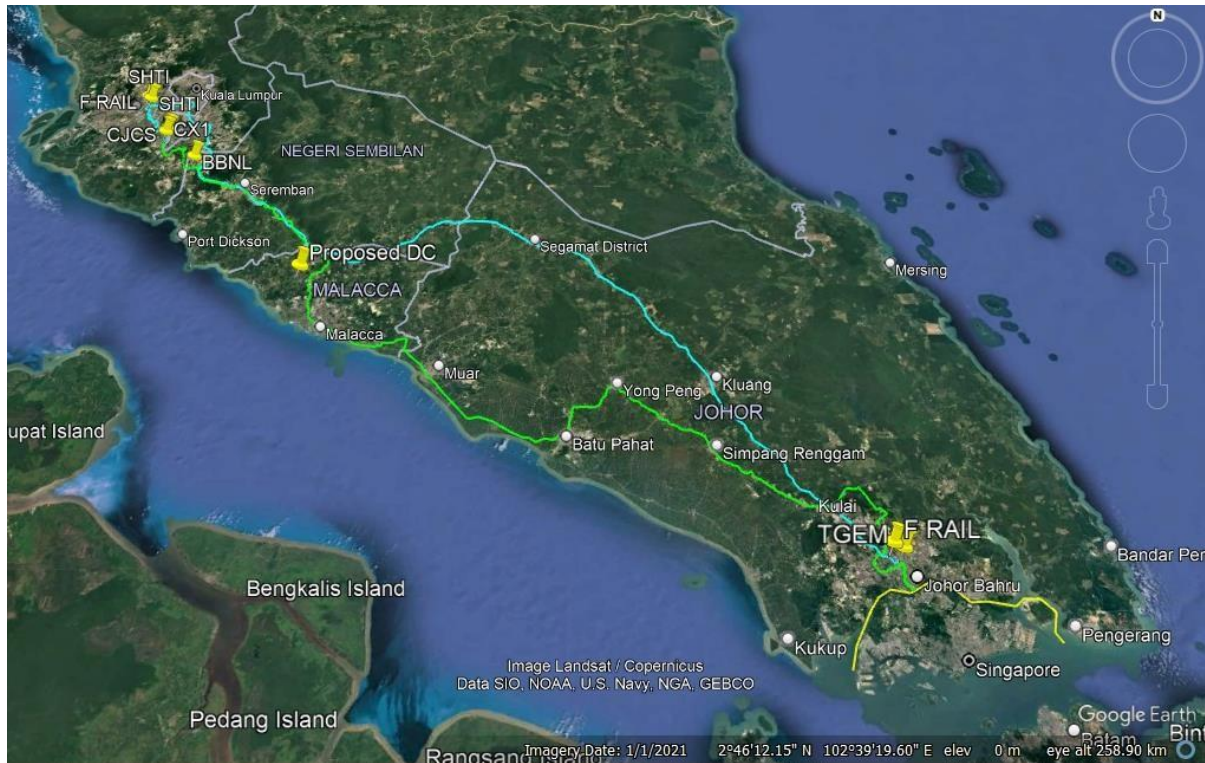 N
SHTI
Kuala Lumpur
F RAIL SHTI
CJCS CX1
BBNL
NEGERI SEMBILAN
Seremban
Port Dickson
Proposed DC
Segamat District
Mersing
MALACCA
Malacca
Muar
Yong Peng
Kluang
JOHOR
upat Island
Batu Pahat
Simpang Renggam
Kulai
TGEM F RAIL
Bandar Pen
Bengkalis Island
Johor Bahru
Kukup
Pengerang
Singapore
Image Landsat / Copernicus
Data SIO, NOAA, U.S. Navy, NGA, GEBCO
Pedang Island
Google Earth
Batam
Bint
Rangsang Island
Imagery Date: 1/1/2021 2°46'12.15" N 102°39'19.60" E elev 0 m eye alt 258.90 km